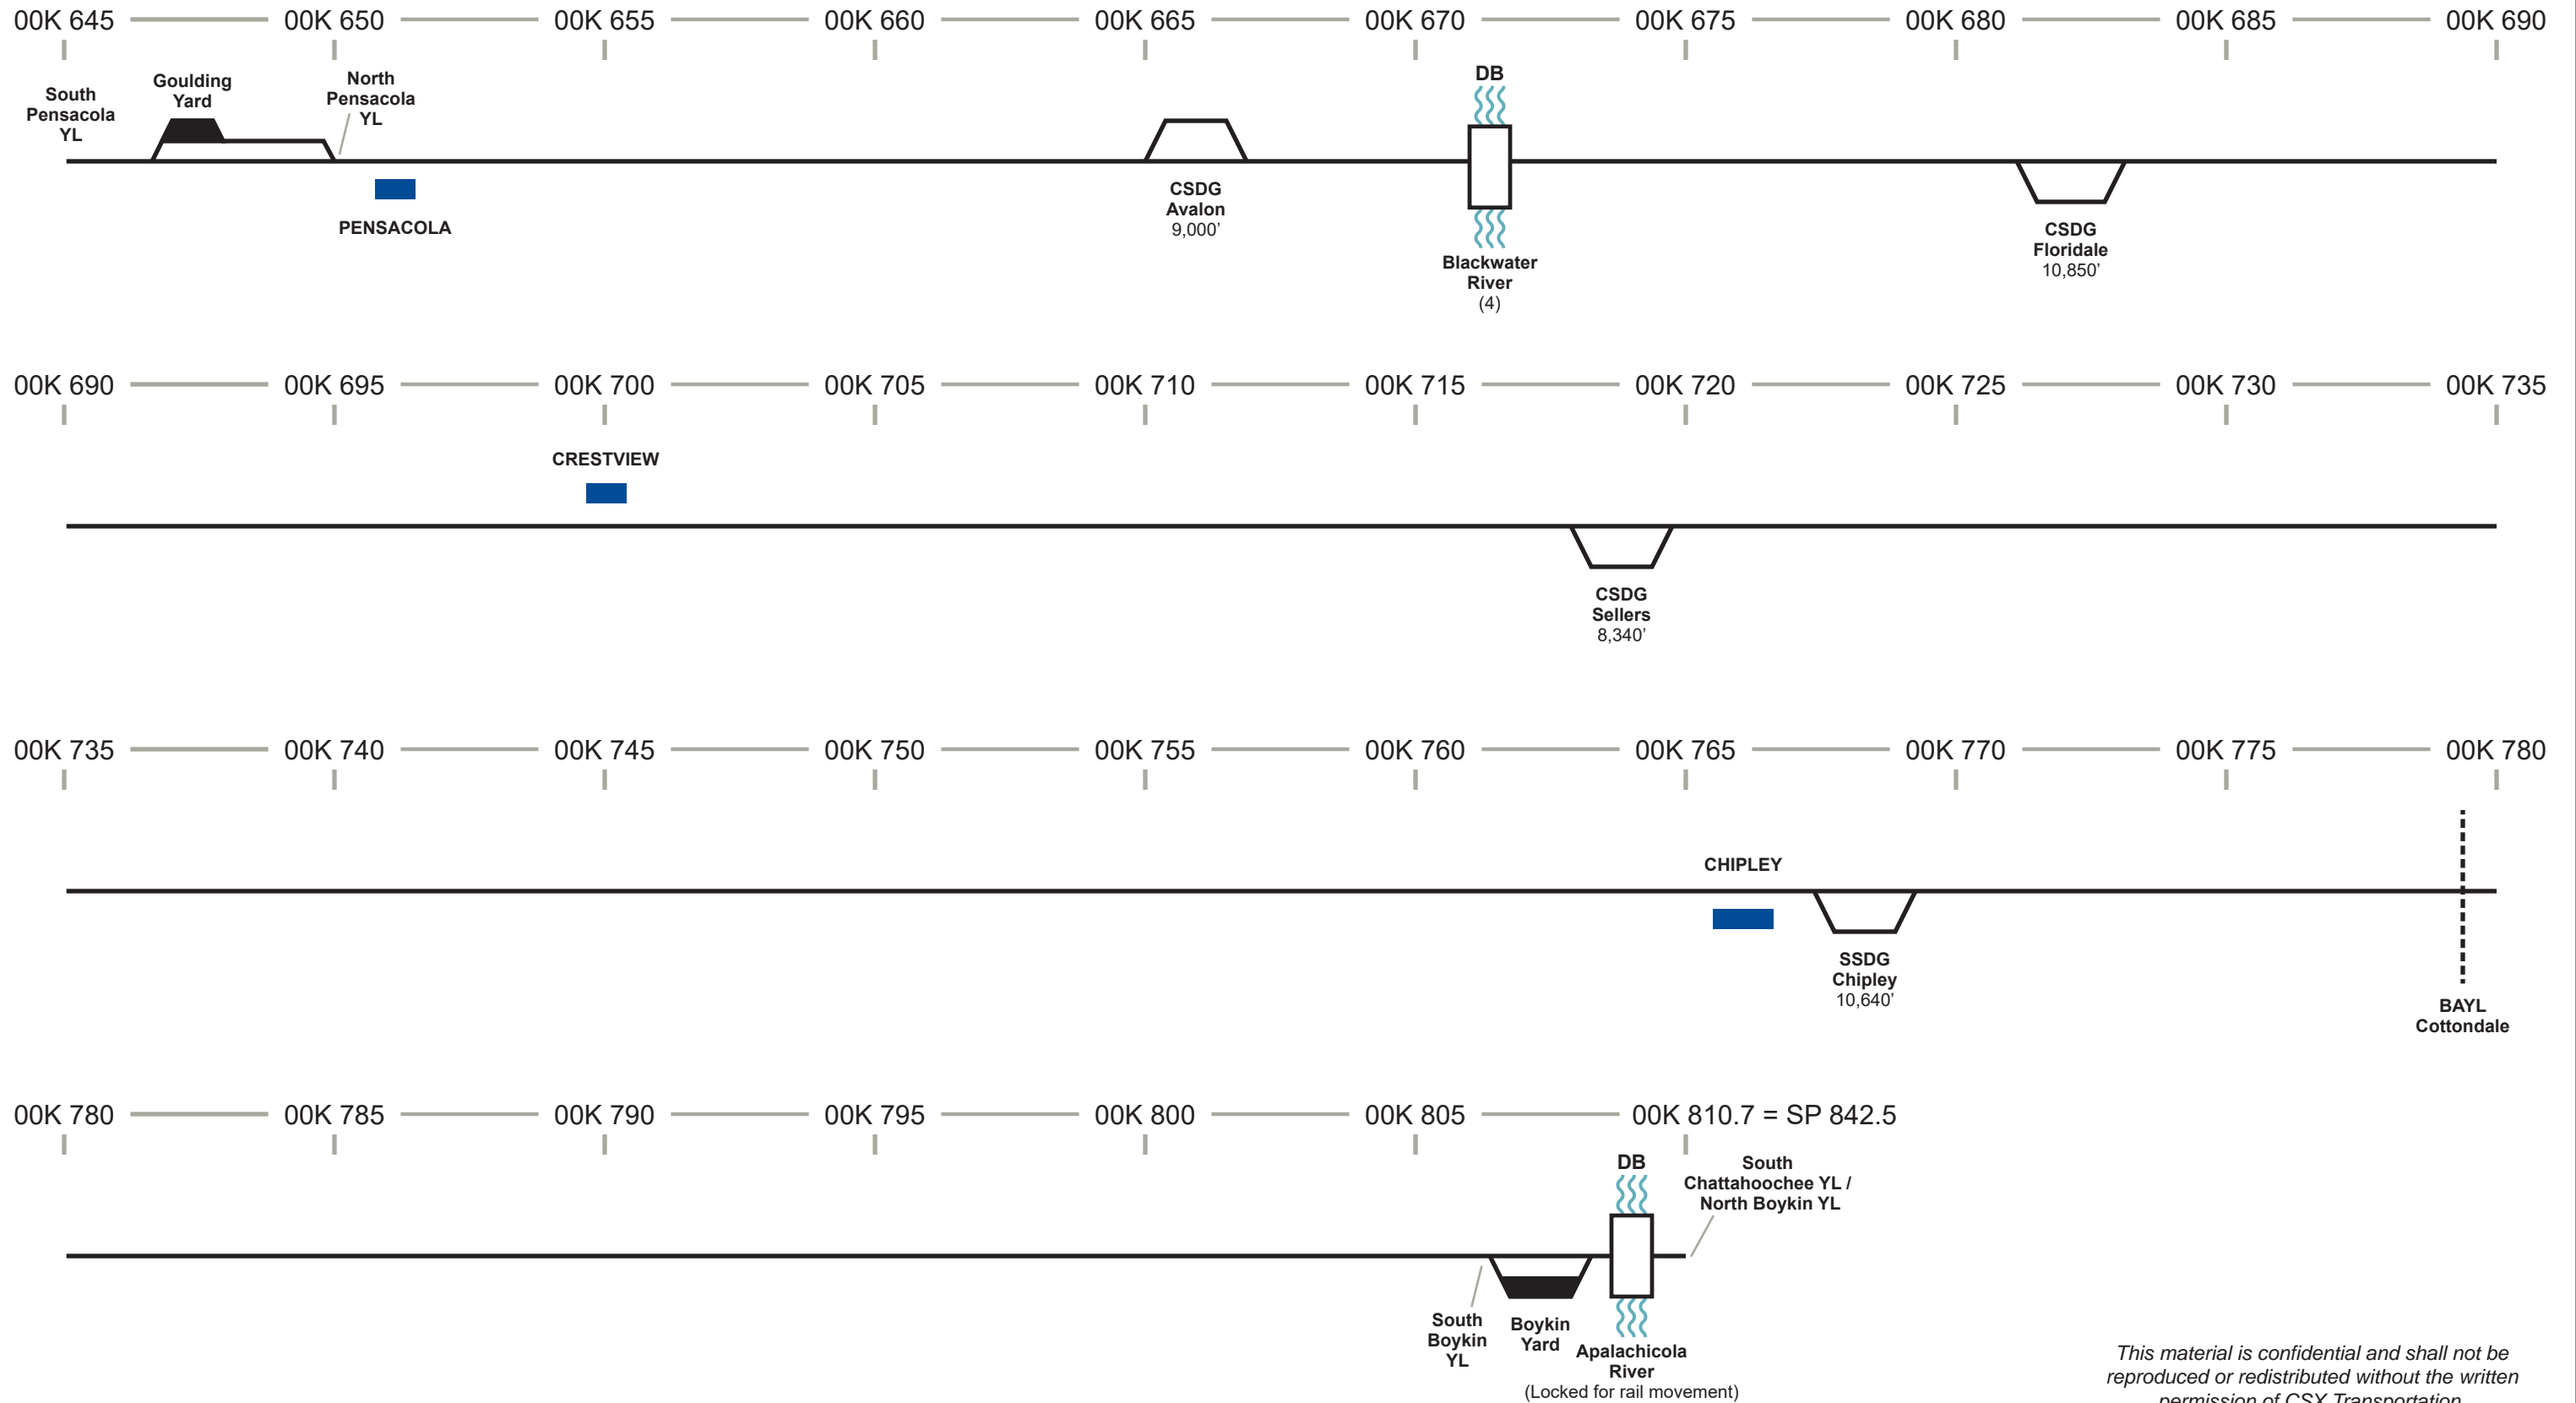 00K 645 00K 650 00K 655 00K 660 00K 665 00K 670 00K 675 00K 680 00K 685 00K 690
South
Pensacola
YL
Goulding
Yard
North
Pensacola
YL
PENSACOLA
CSDG
Avalon
9,000’
DB
Blackwater
River
(4)
CSDG
Floridale
10,850’
00K 690 00K 695 00K 700 00K 705 00K 710 00K 715 00K 720 00K 725 00K 730 00K 735
CRESTVIEW
CSDG
Sellers
8,340’
00K 735 00K 740 00K 745 00K 750 00K 755 00K 760 00K 765 00K 770 00K 775 00K 780
CHIPLEY
SSDG
Chipley
10,640’
BAYL
Cottondale
00K 780 00K 785 00K 790 00K 795 00K 800 00K 805 00K 810.7 = SP 842.5
South
Boykin
YL
Boykin
Yard
DB
Apalachicola
River
(Locked for rail movement)
South
Chattahoochee YL /
North Boykin YL
This material is confidential and shall not be
reproduced or redistributed without the written
permission of CSX Transportation